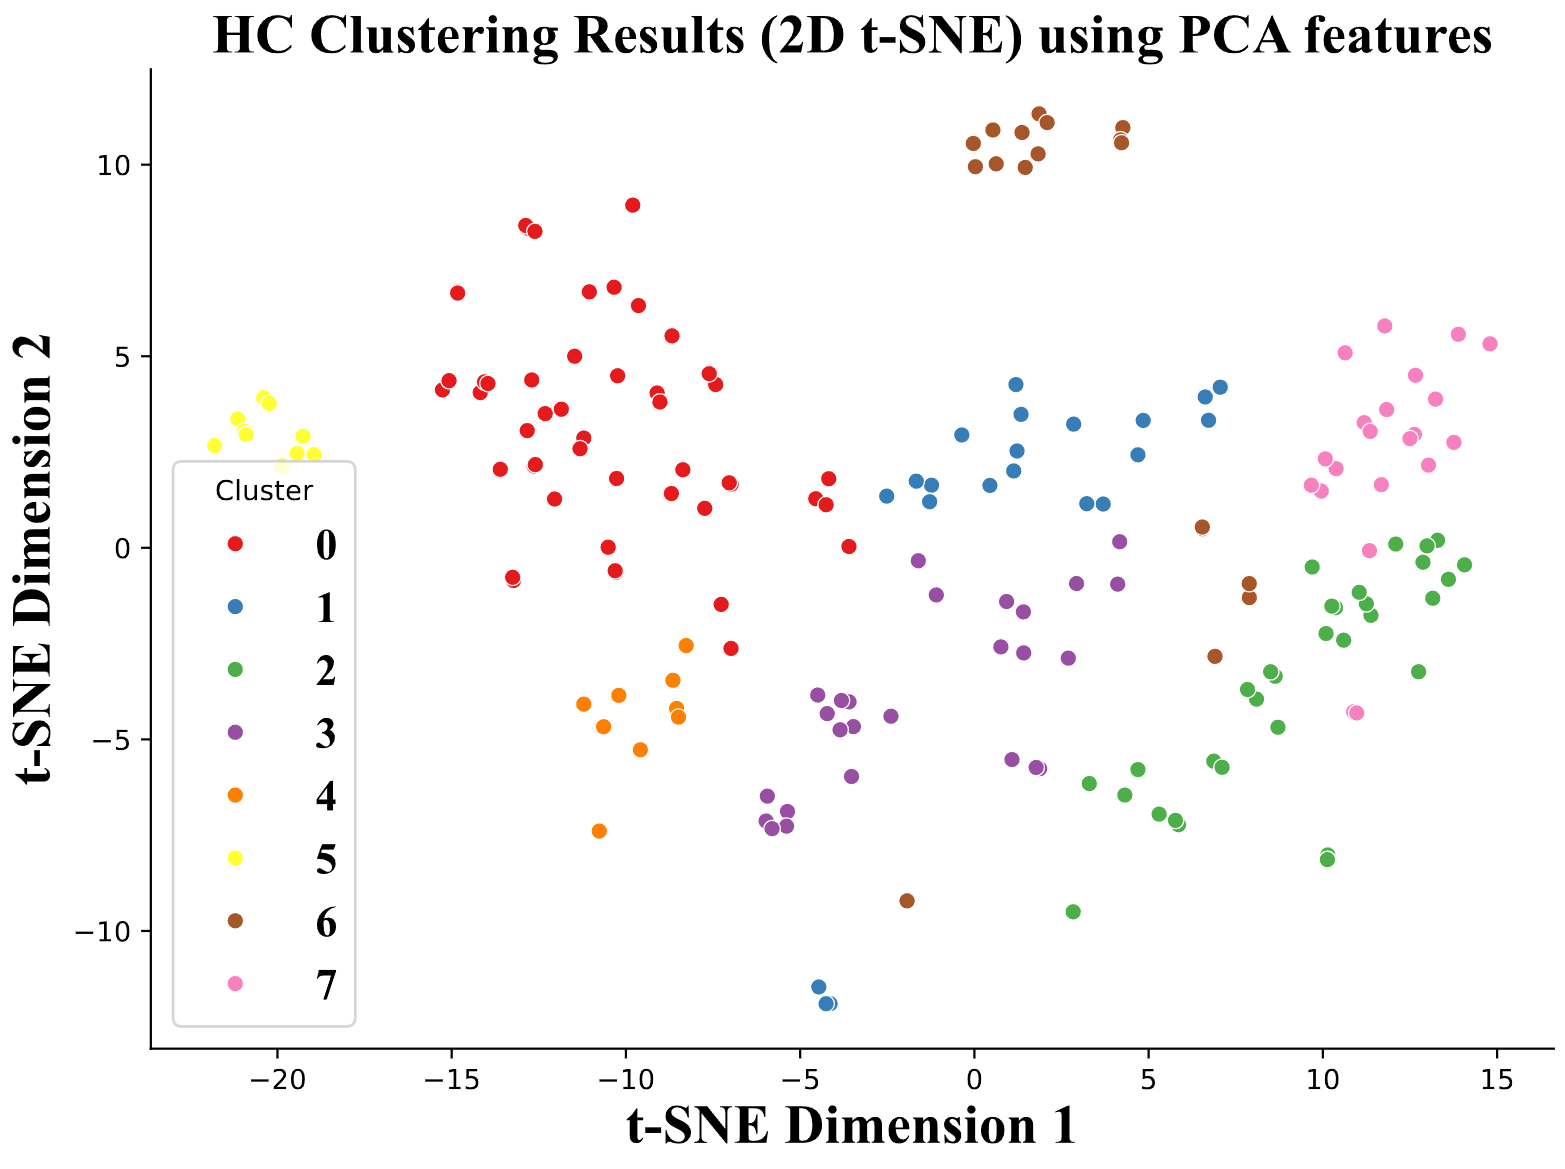 HC Clustering Results (2D t-SNE) using PCA features
t-SNE Dimension 2
10
5
0
−5
−10
Cluster
0
1
2
3
4
5
6
7
−20 −15 −10 −5 0 5 10 15
t-SNE Dimension 1